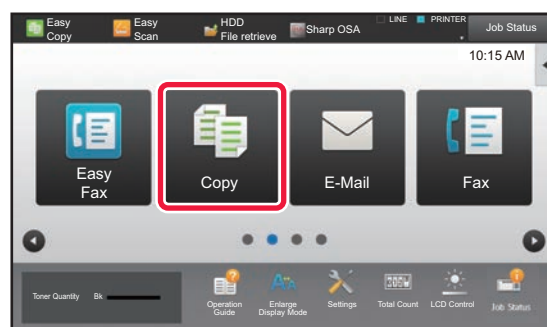 Easy
Copy
Easy
Scan
HDD
File retrieve
Sharp OSA
LINE
PRINTER
Job Status
10:15 AM
Easy
Fax
Copy
E-Mail
Fax
Toner Quantity Bk
Operation
Guide
Enlarge
Display Mode
Settings
Total Count
LCD Control
Job Status